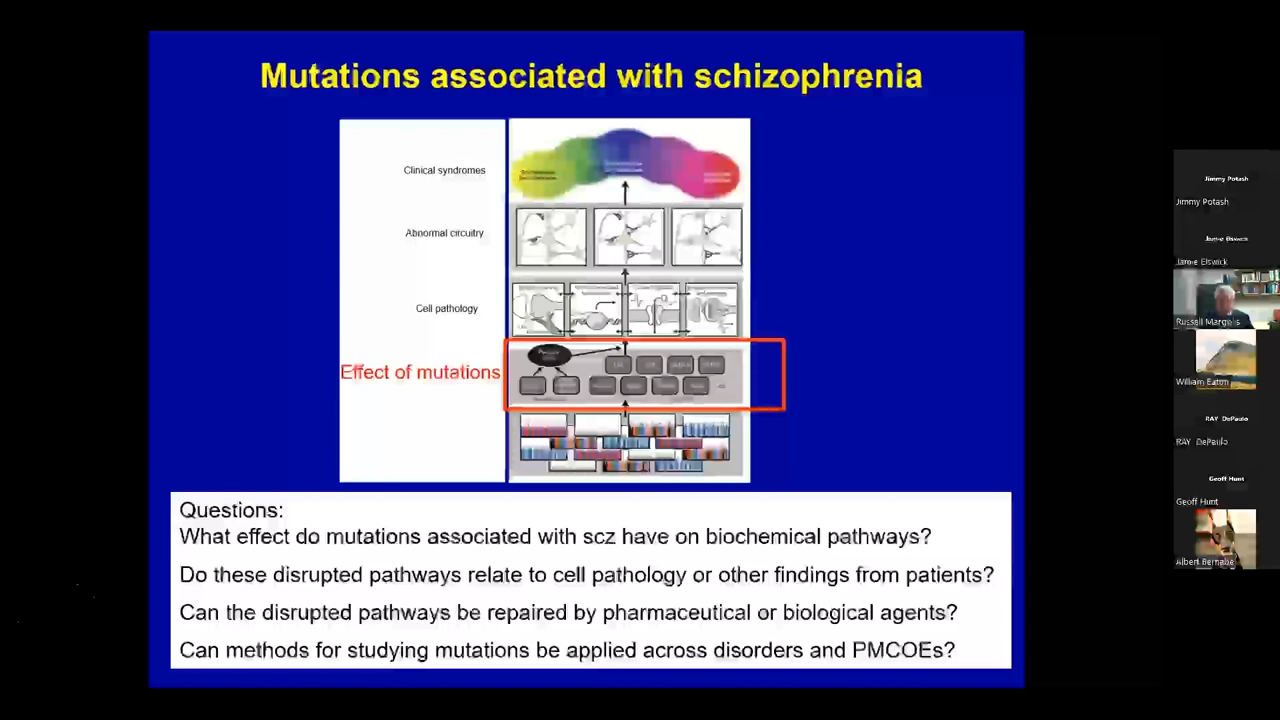 Mutations associated with schizophrenia
Clinical syndromes
Abnormal circuitry
Cell pathology
Effect of mutations
Questions:
What effect do mutations associated with scz have on biochemical pathways?
Do these disrupted pathways relate to cell pathology or other findings from patients?
Can the disrupted pathways be repaired by pharmaceutical or biological agents?
Can methods for studying mutations be applied across disorders and PMCOEs?
Jimmy Potash
Jimmy Potash
Jamie Elswick
Jamie Elswick
Russell Margolis
William Eaton
RAY DePaulo
RAY DePaulo
Geoff Hunt
Geoff Hunt
Albert Bernabe